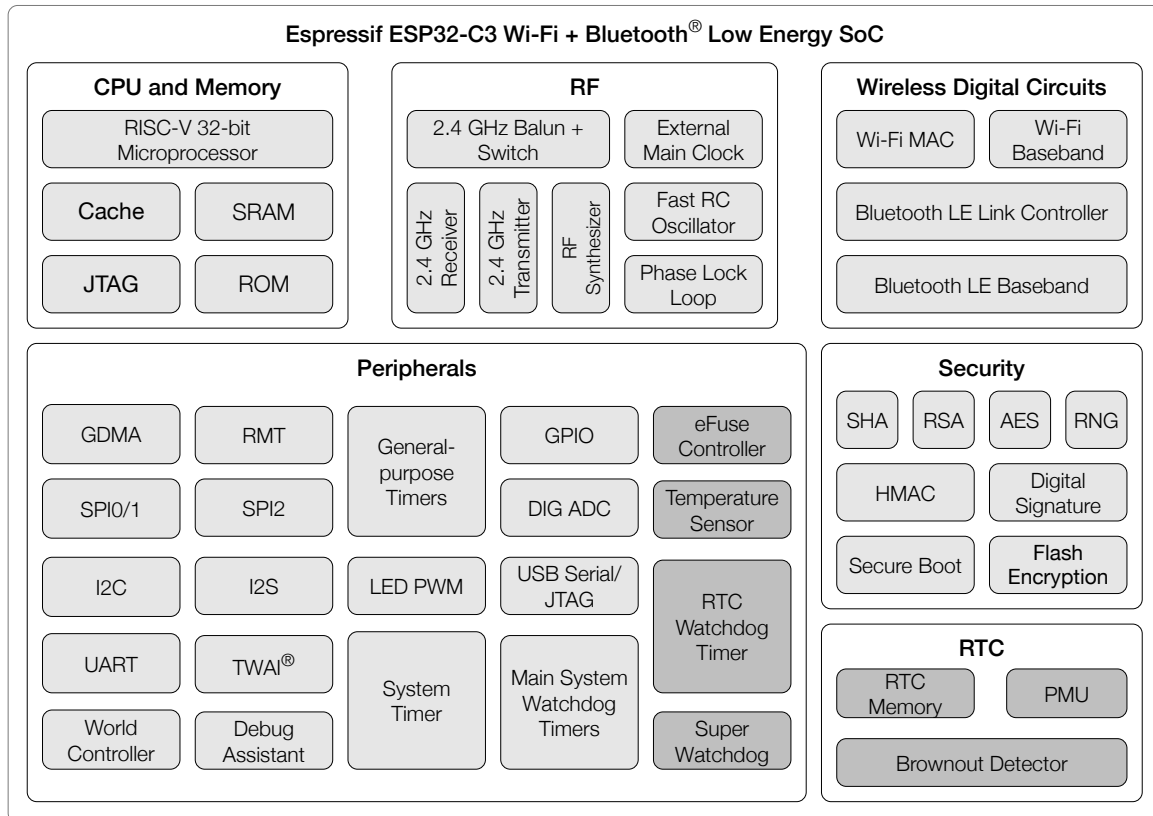 Espressif ESP32-C3 Wi-Fi + Bluetooth® Low Energy SoC
CPU and Memory
RISC-V 32-bit
Microprocessor
Cache
SRAM
JTAG
ROM
RF
2.4 GHz Balun +
Switch
External
Main Clock
2.4 GHz
Receiver
2.4 GHz
Transmitter
RF
Synthesizer
Fast RC
Oscillator
Phase Lock
Loop
Wireless Digital Circuits
Wi-Fi MAC
Wi-Fi
Baseband
Bluetooth LE Link Controller
Bluetooth LE Baseband
Peripherals
GDMA
RMT
General-
purpose
Timers
GPIO
eFuse
Controller
SPI0/1
SPI2
DIG ADC
Temperature
Sensor
I2C
I2S
LED PWM
USB Serial/
JTAG
RTC
Watchdog
Timer
UART
TWAI®
System
Timer
Main System
Watchdog
Timers
World
Controller
Debug
Assistant
Super
Watchdog
Security
SHA
RSA
AES
RNG
HMAC
Digital
Signature
Secure Boot
Flash
Encryption
RTC
RTC
Memory
PMU
Brownout Detector